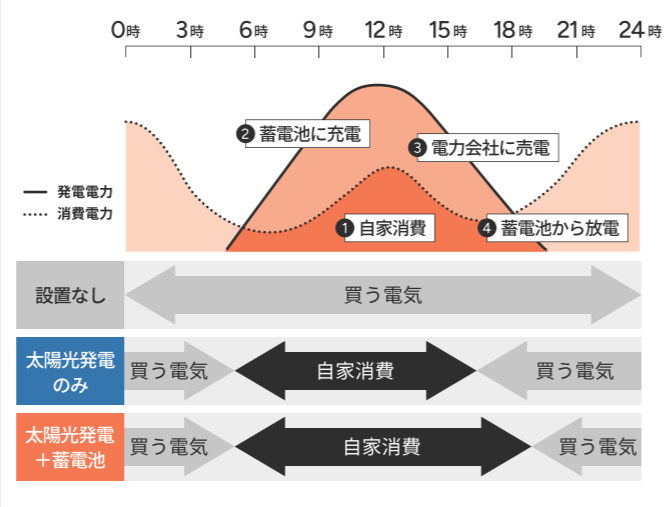 0時 3時 6時 9時 12時 15時 18時 21時 24時
2 蓄電池に充電
3 電力会社に売電
発電電力
消費電力
1 自家消費
4 蓄電池から放電
設置なし
買う電気
太陽光発電
のみ
買う電気 自家消費 買う電気
太陽光発電
＋蓄電池
買う電気 自家消費 買う電気